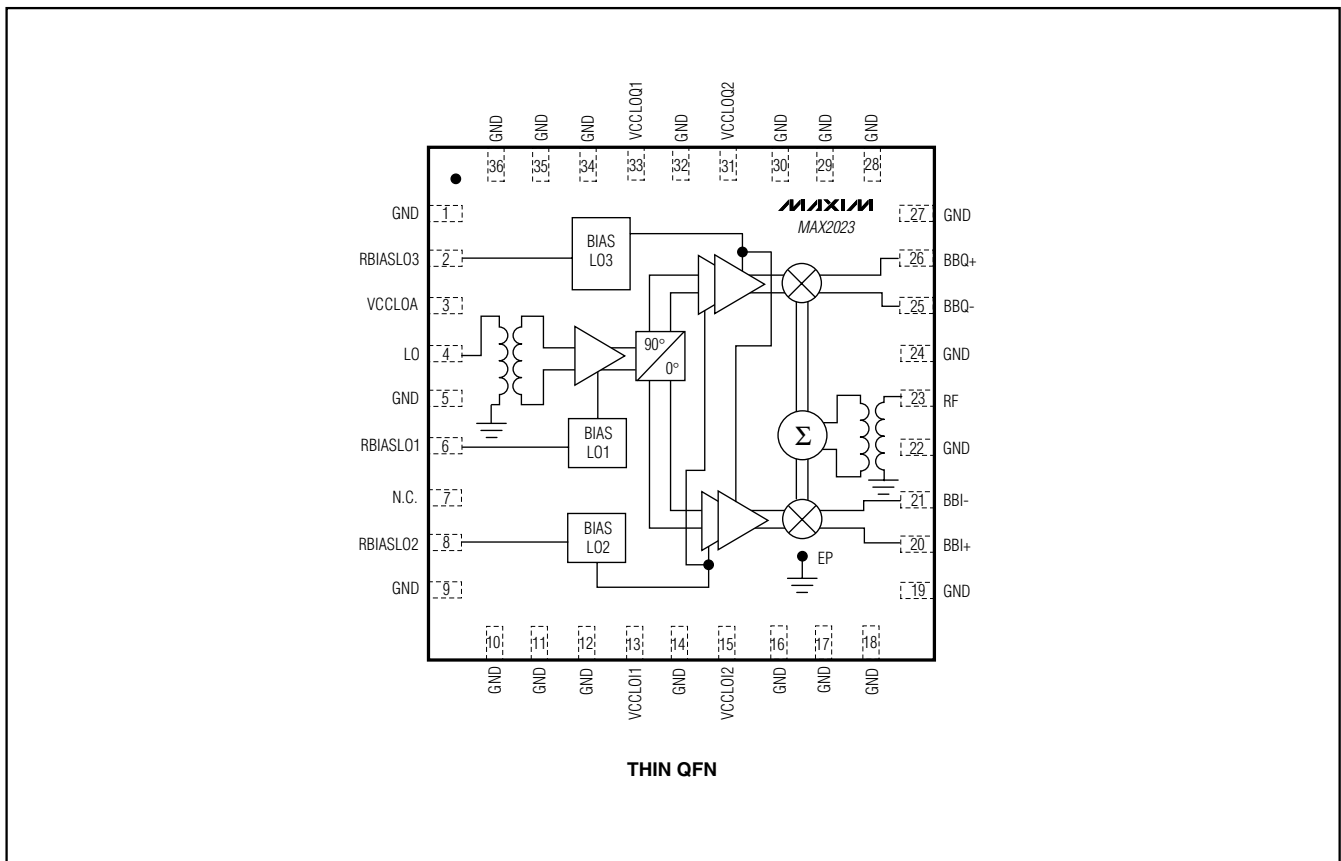 GND
GND
GND
VCCLOQ1
GND
VCCLOQ2
GND
GND
GND
36
35
34
33
32
31
30
29
28
MAXIM
MAX2023
GND 1
RBIASLO3 2
VCCLOA 3
LO 4
GND 5
RBIASLO1 6
N.C. 7
RBIASLO2 8
GND 9
BIAS
LO3
90°
0°
BIAS
LO1
Σ
BIAS
LO2
EP
27 GND
26 BBQ+
25 BBQ-
24 GND
23 RF
22 GND
21 BBI-
20 BBI+
19 GND
10
11
12
13
14
15
16
17
18
GND
GND
GND
VCCLOI1
GND
VCCLOI2
GND
GND
GND
THIN QFN